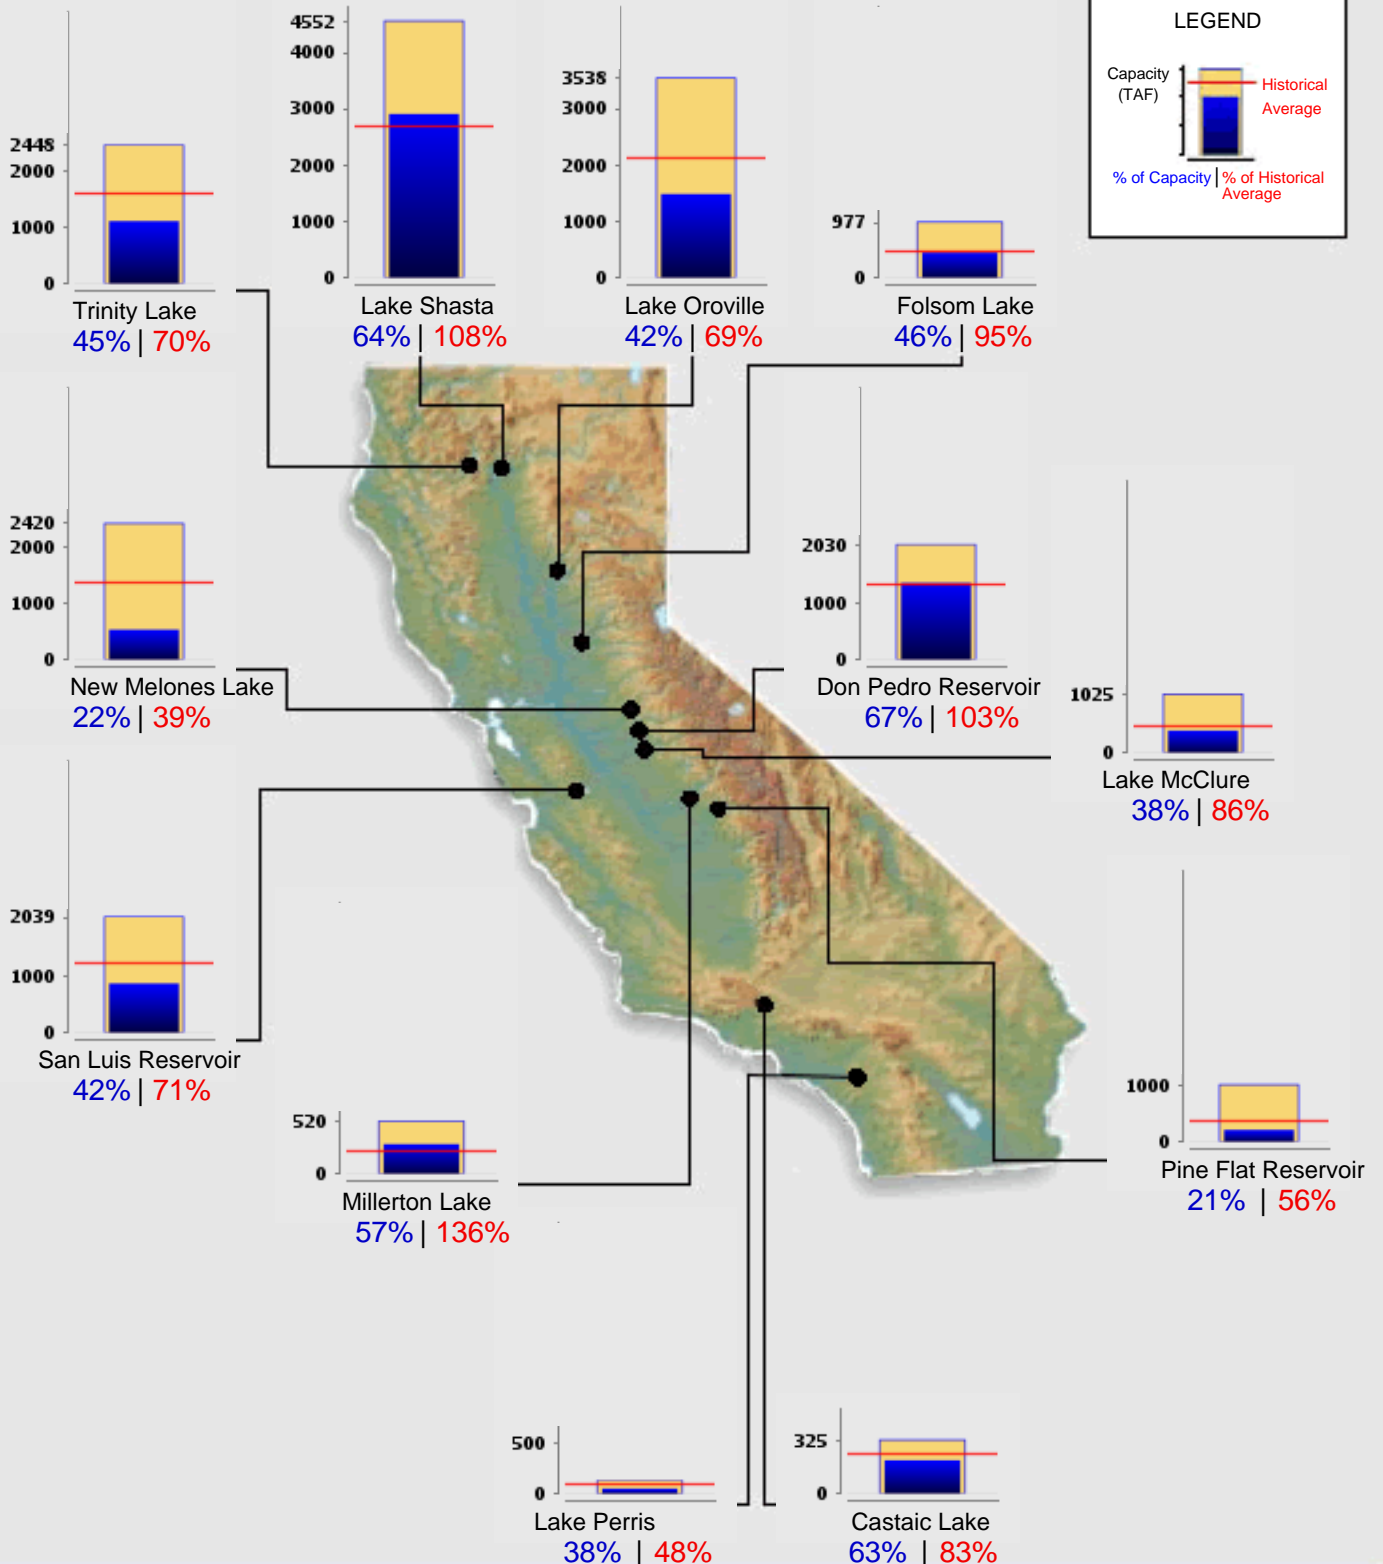 LEGEND
Capacity
(TAF)
Historical
Average
% of Capacity | % of Historical
Average
4552
4000
3000
2000
1000
0
Lake Shasta
64% | 108%
3538
3000
2000
1000
0
Lake Oroville
42% | 69%
977
0
Folsom Lake
46% | 95%
2448
2000
1000
0
Trinity Lake
45% | 70%
2420
2000
1000
0
New Melones Lake
22% | 39%
2030
1000
0
Don Pedro Reservoir
67% | 103%
1025
0
Lake McClure
38% | 86%
2039
1000
0
San Luis Reservoir
42% | 71%
520
0
Millerton Lake
57% | 136%
1000
0
Pine Flat Reservoir
21% | 56%
500
0
Lake Perris
38% | 48%
325
0
Castaic Lake
63% | 83%